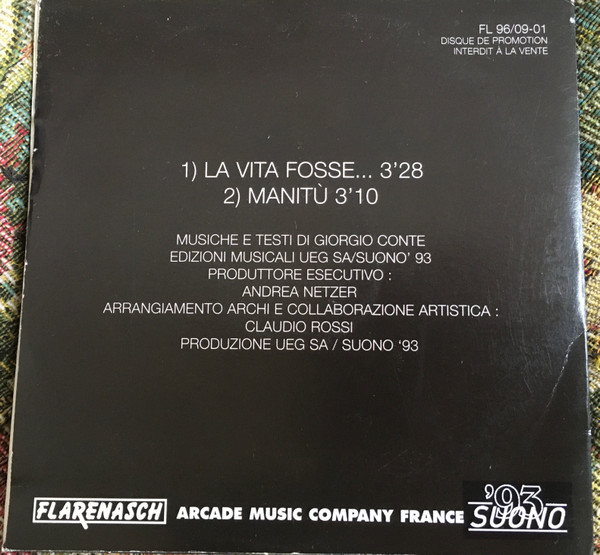 FL 96/09-01
DISQUE DE PROMOTION
INTERDIT À LA VENTE
1) LA VITA FOSSE... 3'28
2) MANITÙ 3'10
MUSICHE E TESTI DI GIORGIO CONTE
EDIZIONI MUSICALI UEG SA/SUONO' 93
PRODUTTORE ESECUTIVO :
ANDREA NETZER
ARRANGIAMENTO ARCHI E COLLABORAZIONE ARTISTICA :
CLAUDIO ROSSI
PRODUZIONE UEG SA / SUONO '93
FLARENASCH ARCADE MUSIC COMPANY FRANCE
'93
SUONO